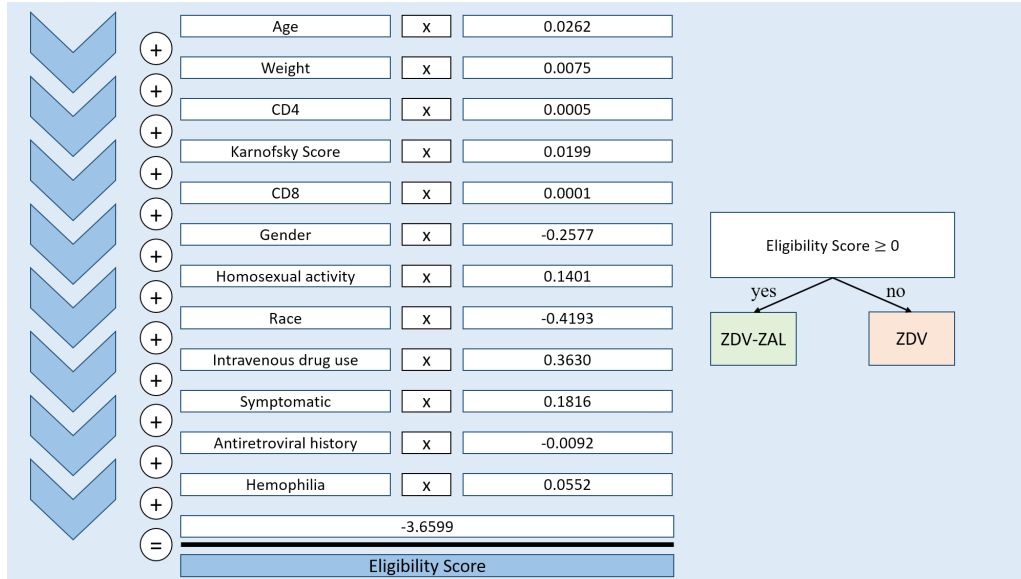 Age x 0.0262
+
Weight x 0.0075
+
CD4 x 0.0005
+
Karnofsky Score x 0.0199
+
CD8 x 0.0001
+
Gender x -0.2577
+
Homosexual activity x 0.1401
+
Race x -0.4193
+
Intravenous drug use x 0.3630
+
Symptomatic x 0.1816
+
Antiretroviral history x -0.0092
+
Hemophilia x 0.0552
+
-3.6599
=
Eligibility Score
Eligibility Score ≥ 0
yes no
ZDV-ZAL ZDV